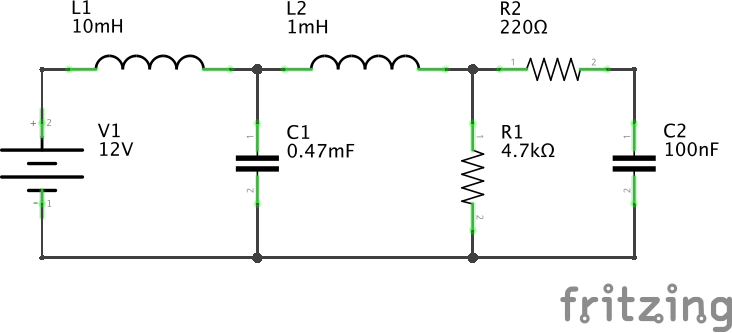 L1
10mH
L2
1mH
R2
220Ω
1
2
+
2
V1
12V
-
1
1
C1
0.47mF
2
1
R1
4.7kΩ
2
1
C2
100nF
2
fritzing